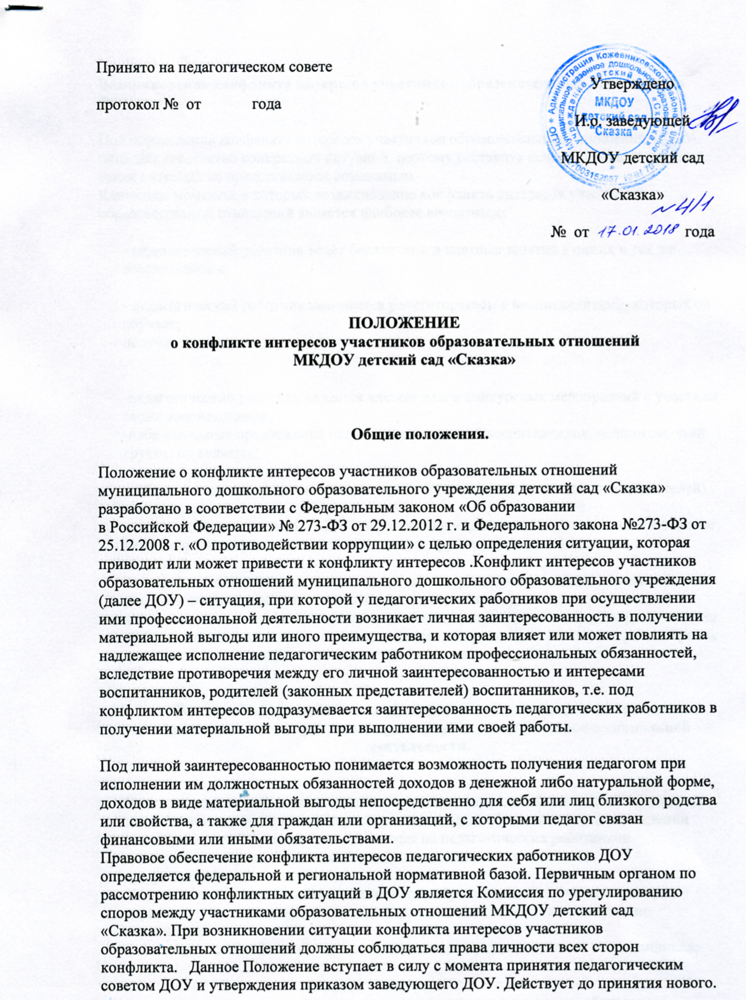 Принято на педагогическом совете
протокол № от года
Утверждено
И.о. заведующей
МКДОУ детский сад
«Сказка»
~4/1
№ от 17.01.2018 года
Администрация Кожевниковского района
Муниципальное казенное дошкольное образовательное
учреждение детский сад «Сказка»
МКДОУ
детский сад
"Сказка"
ПОЛОЖЕНИЕ
о конфликте интересов участников образовательных отношений
МКДОУ детский сад «Сказка»
Общие положения.
Положение о конфликте интересов участников образовательных отношений
муниципального дошкольного образовательного учреждения детский сад «Сказка»
разработано в соответствии с Федеральным законом «Об образовании
в Российской Федерации» № 273-ФЗ от 29.12.2012 г. и Федерального закона №273-ФЗ от
25.12.2008 г. «О противодействии коррупции» с целью определения ситуации, которая
приводит или может привести к конфликту интересов .Конфликт интересов участников
образовательных отношений муниципального дошкольного образовательного учреждения
(далее ДОУ) – ситуация, при которой у педагогических работников при осуществлении
ими профессиональной деятельности возникает личная заинтересованность в получении
материальной выгоды или иного преимущества, и которая влияет или может повлиять на
надлежащее исполнение педагогическим работником профессиональных обязанностей,
вследствие противоречия между его личной заинтересованностью и интересами
воспитанников, родителей (законных представителей) воспитанников, т.е. под
конфликтом интересов подразумевается заинтересованность педагогических работников в
получении материальной выгоды при выполнении ими своей работы.
Под личной заинтересованностью понимается возможность получения педагогом при
исполнении им должностных обязанностей доходов в денежной либо натуральной форме,
доходов в виде материальной выгоды непосредственно для себя или лиц близкого родства
или свойства, а также для граждан или организаций, с которыми педагог связан
финансовыми или иными обязательствами.
Правовое обеспечение конфликта интересов педагогических работников ДОУ
определяется федеральной и региональной нормативной базой. Первичным органом по
рассмотрению конфликтных ситуаций в ДОУ является Комиссия по урегулированию
споров между участниками образовательных отношений МКДОУ детский сад
«Сказка». При возникновении ситуации конфликта интересов участников
образовательных отношений должны соблюдаться права личности всех сторон
конфликта. Данное Положение вступает в силу с момента принятия педагогическим
советом ДОУ и утверждения приказом заведующего ДОУ. Действует до принятия нового.